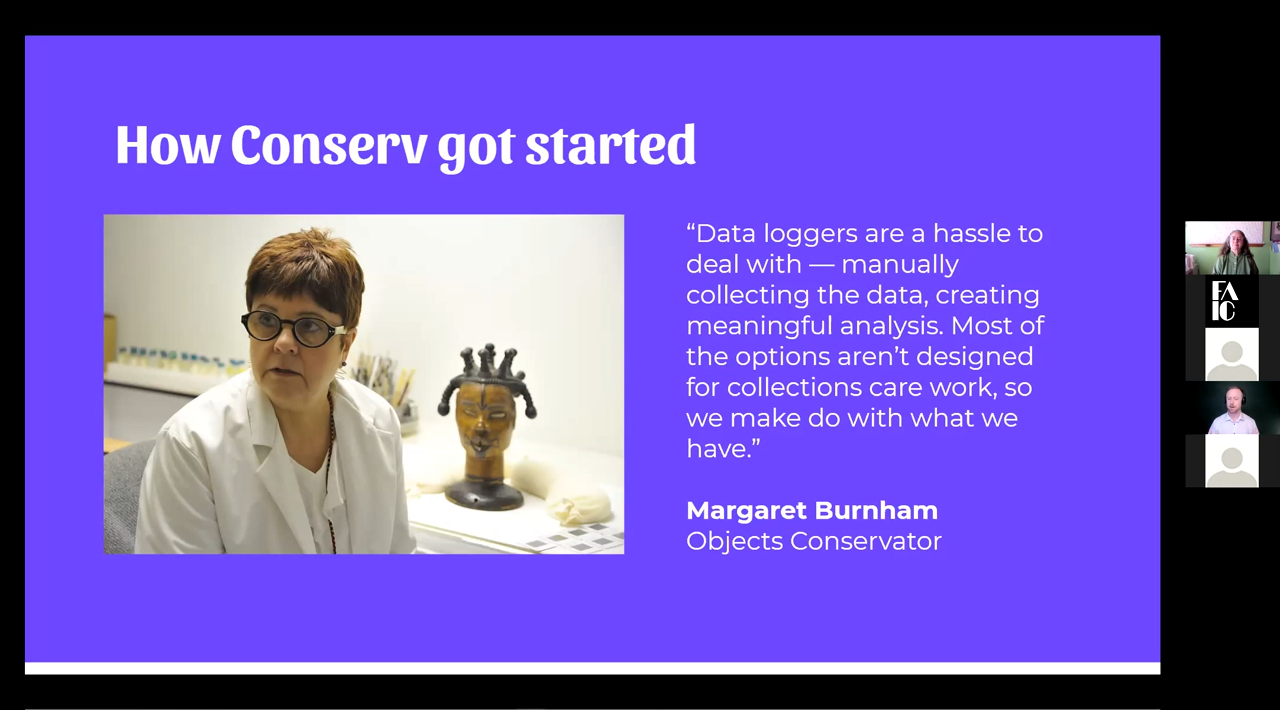 How Conserv got started
“Data loggers are a hassle to
deal with — manually
collecting the data, creating
meaningful analysis. Most of
the options aren’t designed
for collections care work, so
we make do with what we
have.”
Margaret Burnham
Objects Conservator
FA
IC